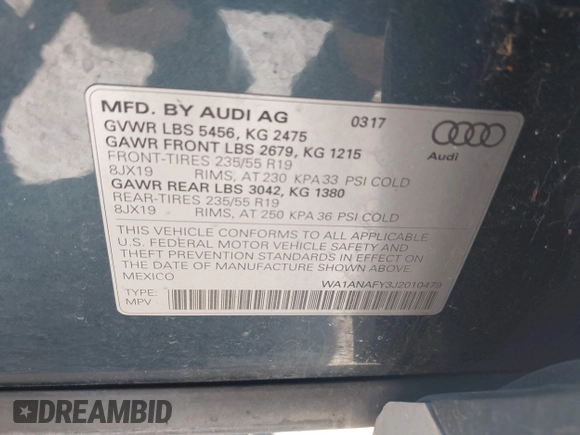 MFD. BY AUDI AG 0317
GVWR LBS 5456, KG 2475
GAWR FRONT LBS 2679, KG 1215
FRONT-TIRES 235/55 R19
8JX19 RIMS, AT 230 KPA 33 PSI COLD
GAWR REAR LBS 3042, KG 1380
REAR-TIRES 235/55 R19
8JX19 RIMS, AT 250 KPA 36 PSI COLD
Audi
THIS VEHICLE CONFORMS TO ALL APPLICABLE
U.S. FEDERAL MOTOR VEHICLE SAFETY AND
THEFT PREVENTION STANDARDS IN EFFECT ON
THE DATE OF MANUFACTURE SHOWN ABOVE.
MEXICO
WA1ANAFY3J2010479
TYPE:
MPV
DREAMBID